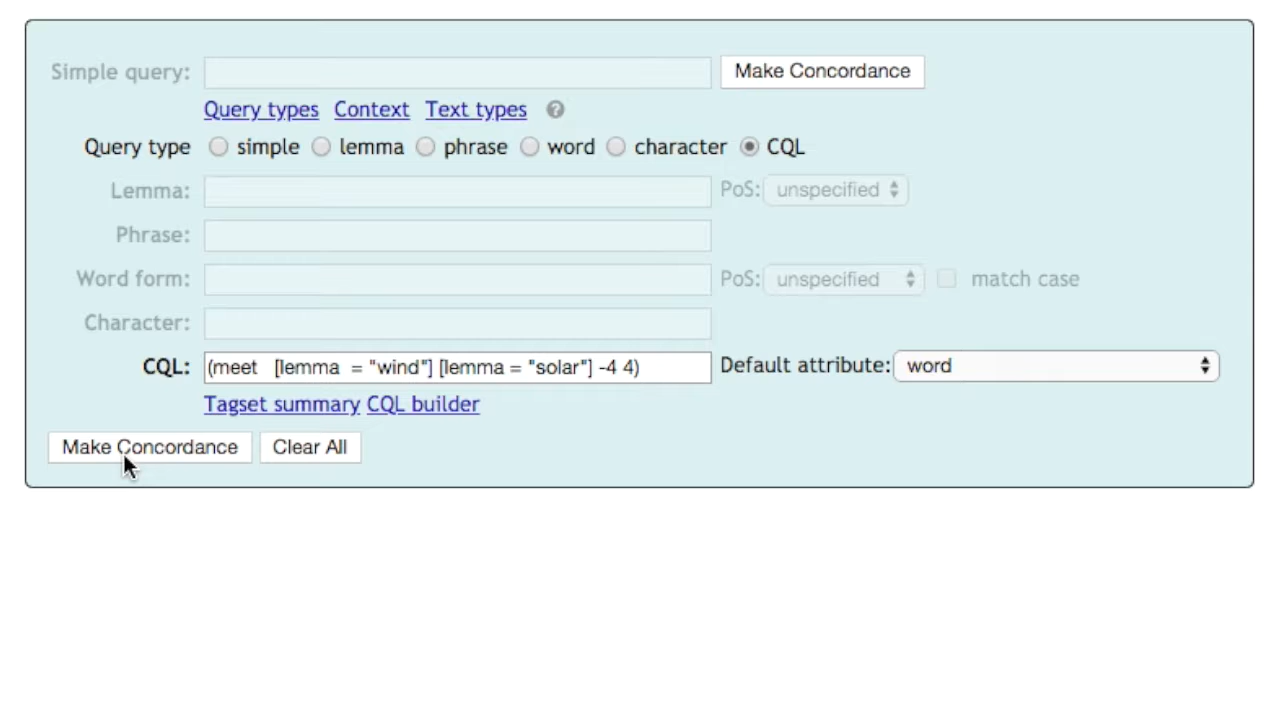 Simple query: Make Concordance
Query types Context Text types ?
Query type simple lemma phrase word character CQL
Lemma: PoS: unspecified
Phrase:
Word form: PoS: unspecified match case
Character:
CQL: (meet   [lemma  = "wind"] [lemma = "solar"] -4 4) Default attribute: word
Tagset summary CQL builder
Make Concordance Clear All